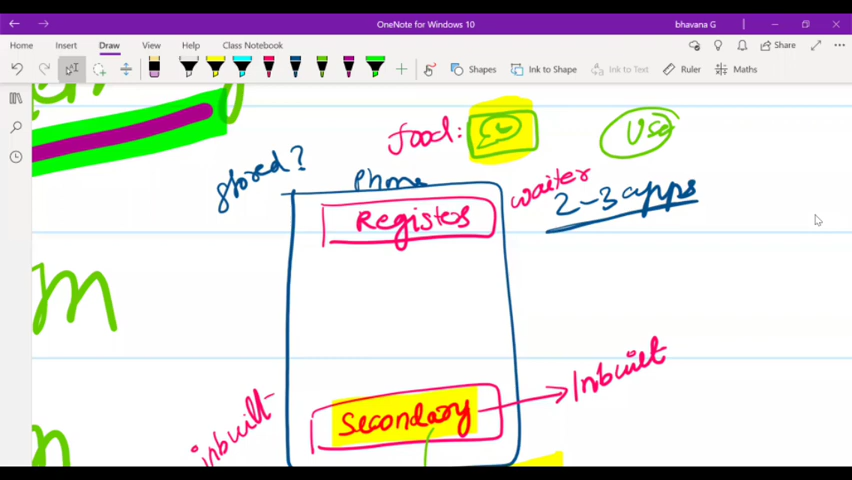 OneNote for Windows 10
bhavana G
Home Insert Draw View Help Class Notebook
Share
Shapes
Ink to Shape
Ink to Text
Ruler
Maths
food:
Use
stored?
Phone
waiter
2-3 apps
Registers
m
Inbuilt
Secondary
inbuilt